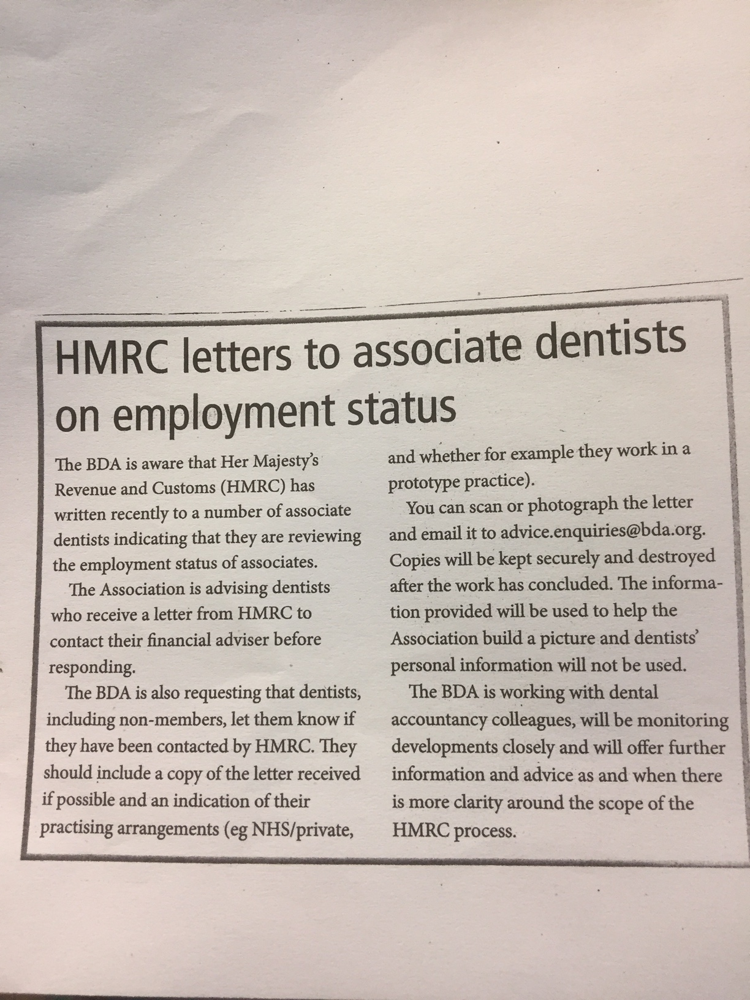 HMRC letters to associate dentists
on employment status
The BDA is aware that Her Majesty's
Revenue and Customs (HMRC) has
written recently to a number of associate
dentists indicating that they are reviewing
the employment status of associates.
The Association is advising dentists
who receive a letter from HMRC to
contact their financial adviser before
responding.
The BDA is also requesting that dentists,
including non-members, let them know if
they have been contacted by HMRC. They
should include a copy of the letter received
if possible and an indication of their
practising arrangements (eg NHS/private,
and whether for example they work in a
prototype practice).
You can scan or photograph the letter
and email it to advice.enquiries@bda.org.
Copies will be kept securely and destroyed
after the work has concluded. The informa-
tion provided will be used to help the
Association build a picture and dentists'
personal information will not be used.
The BDA is working with dental
accountancy colleagues, will be monitoring
developments closely and will offer further
information and advice as and when there
is more clarity around the scope of the
HMRC process.